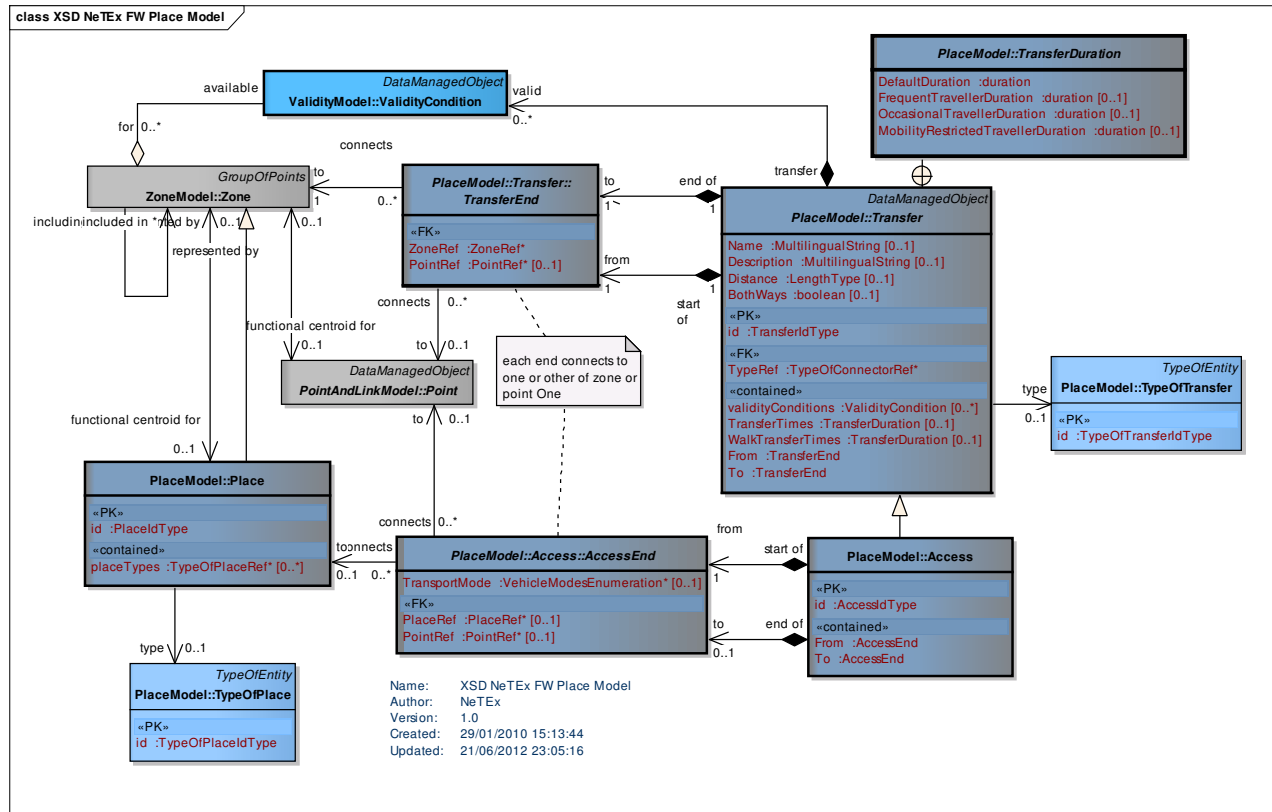 class XSD NeTEx FW Place Model
PlaceModel::TransferDuration
DefaultDuration :duration
FrequentTravellerDuration :duration [0..1]
OccasionalTravellerDuration :duration [0..1]
MobilityRestrictedTravellerDuration :duration [0..1]
DataManagedObject
ValidityModel::ValidityCondition
available
valid
0..*
for 0..*
connects
transfer
GroupOfPoints
ZoneModel::Zone
to
1
0..*
PlaceModel::Transfer::
TransferEnd
«FK»
ZoneRef :ZoneRef*
PointRef :PointRef* [0..1]
to
1
end of
1
from
1
start
of
1
DataManagedObject
PlaceModel::Transfer
Name :MultilingualString [0..1]
Description :MultilingualString [0..1]
Distance :LengthType [0..1]
BothWays :boolean [0..1]
«PK»
id :TransferIdType
«FK»
TypeRef :TypeOfConnectorRef*
«contained»
validityConditions :ValidityCondition [0..*]
TransferTimes :TransferDuration [0..1]
WalkTransferTimes :TransferDuration [0..1]
From :TransferEnd
To :TransferEnd
includin included in *nted by 0..1
0..1
represented by
connects 0..*
functional centroid for
0..1
to 0..1
each end connects to
one or other of zone or
point One
DataManagedObject
PointAndLinkModel::Point
to 0..1
type
0..1
TypeOfEntity
PlaceModel::TypeOfTransfer
«PK»
id :TypeOfTransferIdType
functional centroid for
0..1
PlaceModel::Place
«PK»
id :PlaceIdType
«contained»
placeTypes :TypeOfPlaceRef* [0..*]
connects 0..*
to nnects
0..1 0..*
PlaceModel::Access::AccessEnd
TransportMode :VehicleModesEnumeration* [0..1]
«FK»
PlaceRef :PlaceRef* [0..1]
PointRef :PointRef* [0..1]
from
1
start of
to
0..1
end of
PlaceModel::Access
«PK»
id :AccessIdType
«contained»
From :AccessEnd
To :AccessEnd
type 0..1
TypeOfEntity
PlaceModel::TypeOfPlace
«PK»
id :TypeOfPlaceIdType
Name: XSD NeTEx FW Place Model
Author: NeTEx
Version: 1.0
Created: 29/01/2010 15:13:44
Updated: 21/06/2012 23:05:16